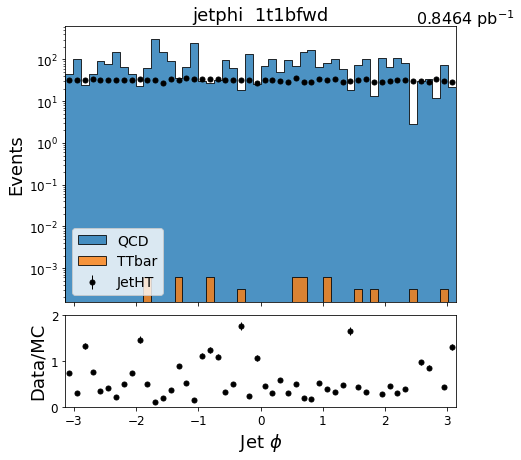 jetphi 1t1bfwd
0.8464 pb⁻¹
Events
10²
10¹
10⁰
10⁻¹
10⁻²
10⁻³
QCD
TTbar
JetHT
Data/MC
2
1
0
−3 −2 −1 0 1 2 3
Jet ϕ